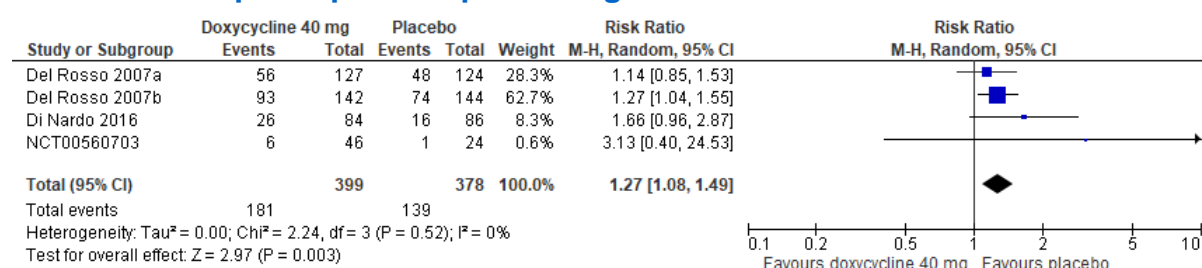 Doxycycline 40 mg Placebo Risk Ratio Risk Ratio
Study or Subgroup Events Total Events Total Weight M-H, Random, 95% CI M-H, Random, 95% CI
Del Rosso 2007a 56 127 48 124 28.3% 1.14 [0.85, 1.53]
Del Rosso 2007b 93 142 74 144 62.7% 1.27 [1.04, 1.55]
Di Nardo 2016 26 84 16 86 8.3% 1.66 [0.96, 2.87]
NCT00560703 6 46 1 24 0.6% 3.13 [0.40, 24.53]
Total (95% CI) 399 378 100.0% 1.27 [1.08, 1.49]
Total events 181 139
Heterogeneity: Tau² = 0.00; Chi² = 2.24, df = 3 (P = 0.52); I² = 0%
Test for overall effect: Z = 2.97 (P = 0.003)
0.1 0.2 0.5 1 2 5 10
Favours doxycycline 40 mg Favours placebo